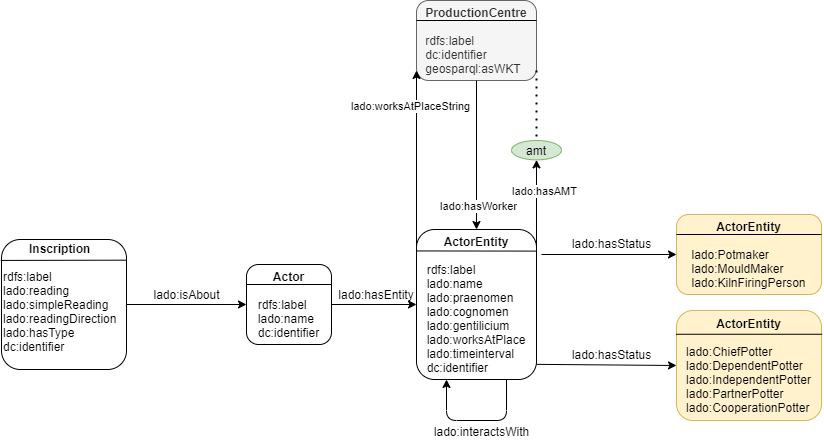 ProductionCentre
rdfs:label
dc:identifier
geosparql:asWKT
lado:worksAtPlaceString
amt
lado:hasAMT
lado:hasWorker
Inscription
rdfs:label
lado:reading
lado:simpleReading
lado:readingDirection
lado:hasType
dc:identifier
lado:isAbout
Actor
rdfs:label
lado:name
dc:identifier
lado:hasEntity
ActorEntity
rdfs:label
lado:name
lado:praenomen
lado:cognomen
lado:gentilicium
lado:worksAtPlace
lado:timeinterval
dc:identifier
lado:interactsWith
lado:hasStatus
ActorEntity
lado:Potmaker
lado:MouldMaker
lado:KilnFiringPerson
lado:hasStatus
ActorEntity
lado:ChiefPotter
lado:DependentPotter
lado:IndependentPotter
lado:PartnerPotter
lado:CooperationPotter